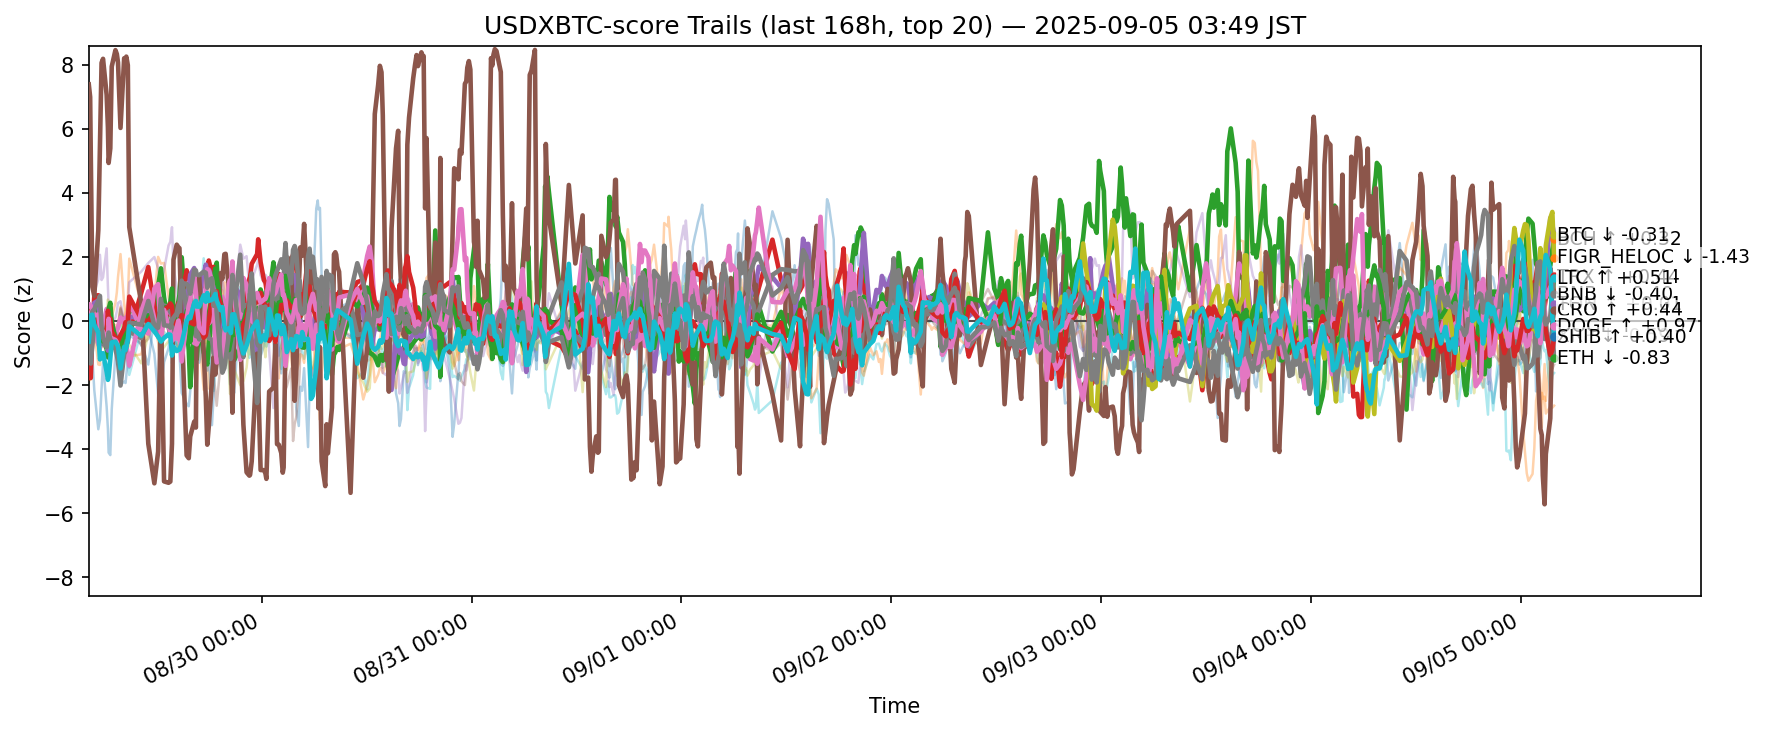 USDXBTC-score Trails (last 168h, top 20) — 2025-09-05 03:49 JST
Score (z)
8
6
4
2
0
−2
−4
−6
−8
BTC ↓ -0.31
FIGR_HELOC ↓ -1.43
LTC ↑ +0.51
BNB ↓ -0.40
CRO ↑ +0.44
DOGE ↑ +0.97
SHIB ↑ +0.40
ETH ↓ -0.83
08/30 00:00
08/31 00:00
09/01 00:00
09/02 00:00
09/03 00:00
09/04 00:00
09/05 00:00
Time